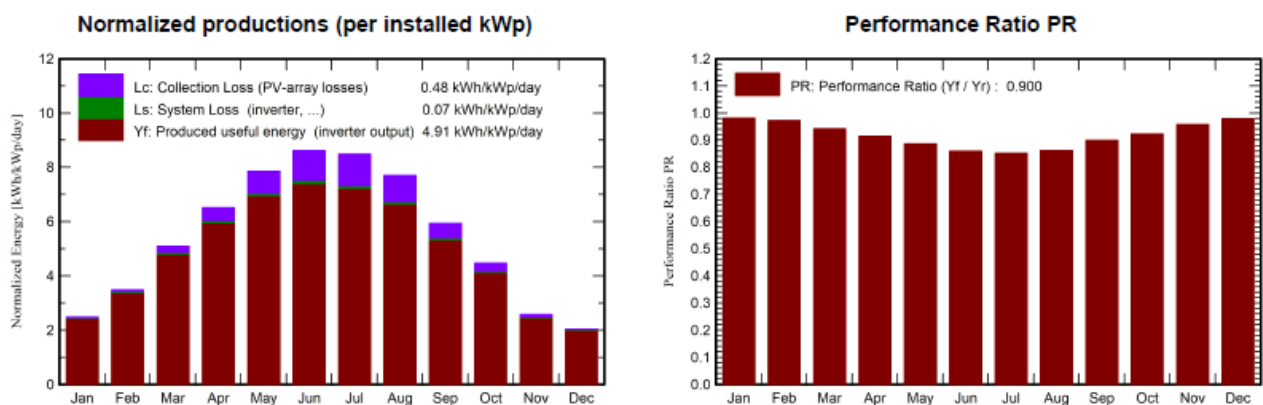 Normalized productions (per installed kWp)
Normalized Energy [kWh/kWp/day]
12
10
8
6
4
2
0
Lc: Collection Loss (PV-array losses) 0.48 kWh/kWp/day
Ls: System Loss (inverter, ...) 0.07 kWh/kWp/day
Yf: Produced useful energy (inverter output) 4.91 kWh/kWp/day
Jan Feb Mar Apr May Jun Jul Aug Sep Oct Nov Dec
Performance Ratio PR
Performance Ratio PR
1.2
1.1
1.0
0.9
0.8
0.7
0.6
0.5
0.4
0.3
0.2
0.1
0.0
PR: Performance Ratio (Yf / Yr) : 0.900
Jan Feb Mar Apr May Jun Jul Aug Sep Oct Nov Dec